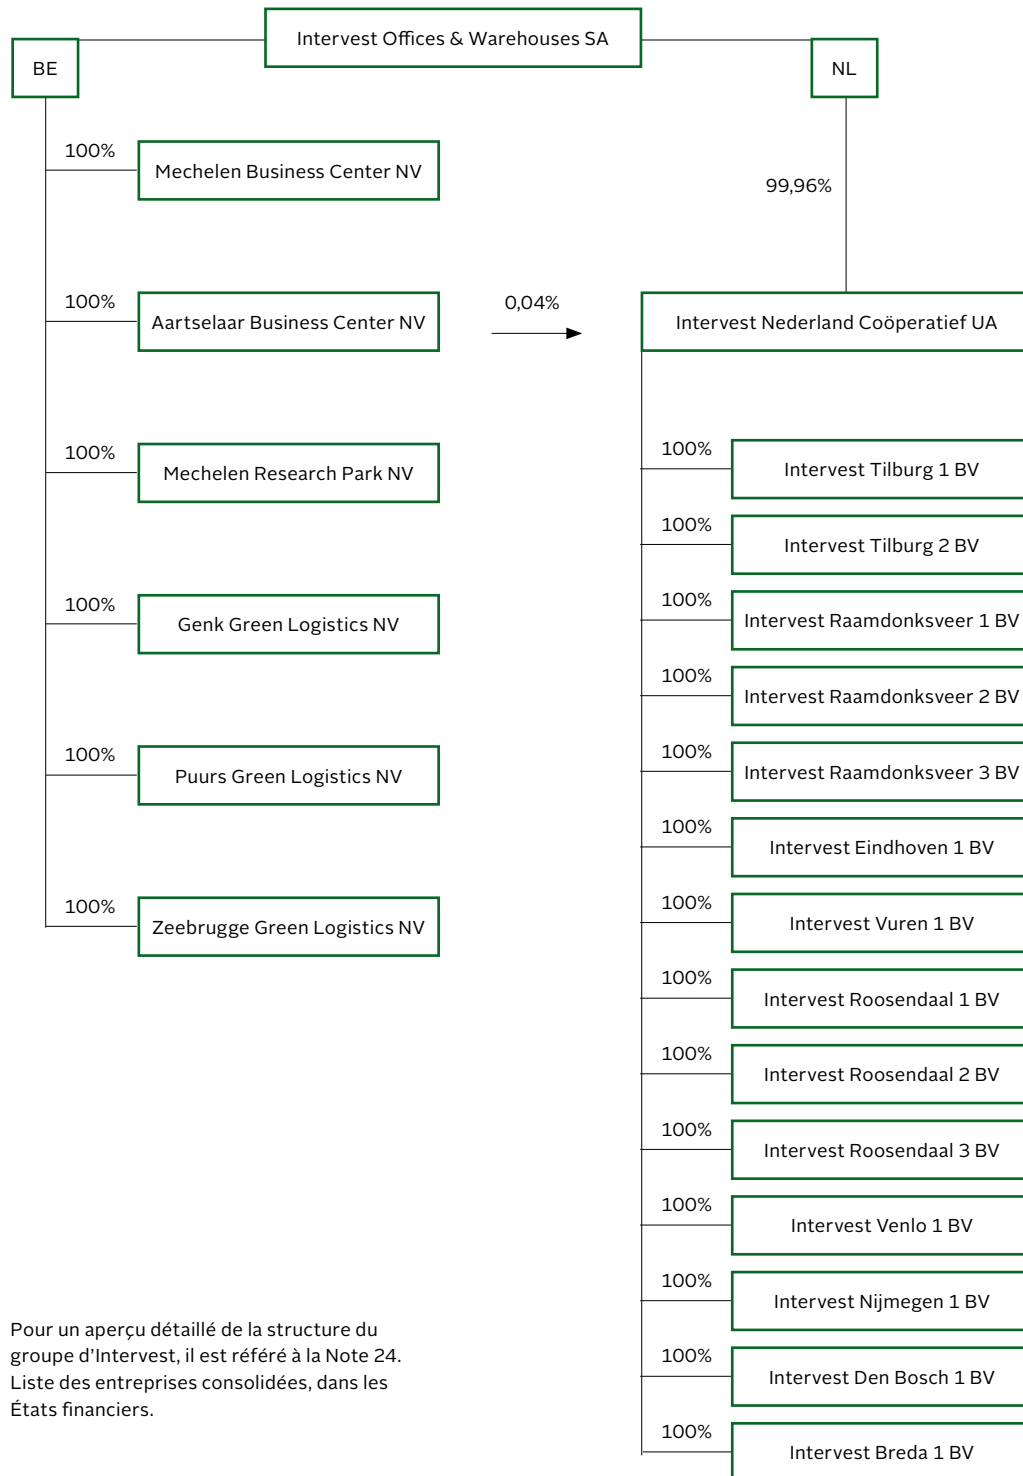 Intervest Offices & Warehouses SA
BE
NL
100%
Mechelen Business Center NV
99,96%
100%
Aartselaar Business Center NV
0,04%
Intervest Nederland Coöperatief UA
100%
Mechelen Research Park NV
100%
Genk Green Logistics NV
100%
Puurs Green Logistics NV
100%
Zeebrugge Green Logistics NV
100%
Intervest Tilburg 1 BV
100%
Intervest Tilburg 2 BV
100%
Intervest Raamdonksveer 1 BV
100%
Intervest Raamdonksveer 2 BV
100%
Intervest Raamdonksveer 3 BV
100%
Intervest Eindhoven 1 BV
100%
Intervest Vuren 1 BV
100%
Intervest Roosendaal 1 BV
100%
Intervest Roosendaal 2 BV
100%
Intervest Roosendaal 3 BV
100%
Intervest Venlo 1 BV
100%
Intervest Nijmegen 1 BV
100%
Intervest Den Bosch 1 BV
100%
Intervest Breda 1 BV
Pour un aperçu détaillé de la structure du
groupe d'Intervest, il est référé à la Note 24.
Liste des entreprises consolidées, dans les
États financiers.